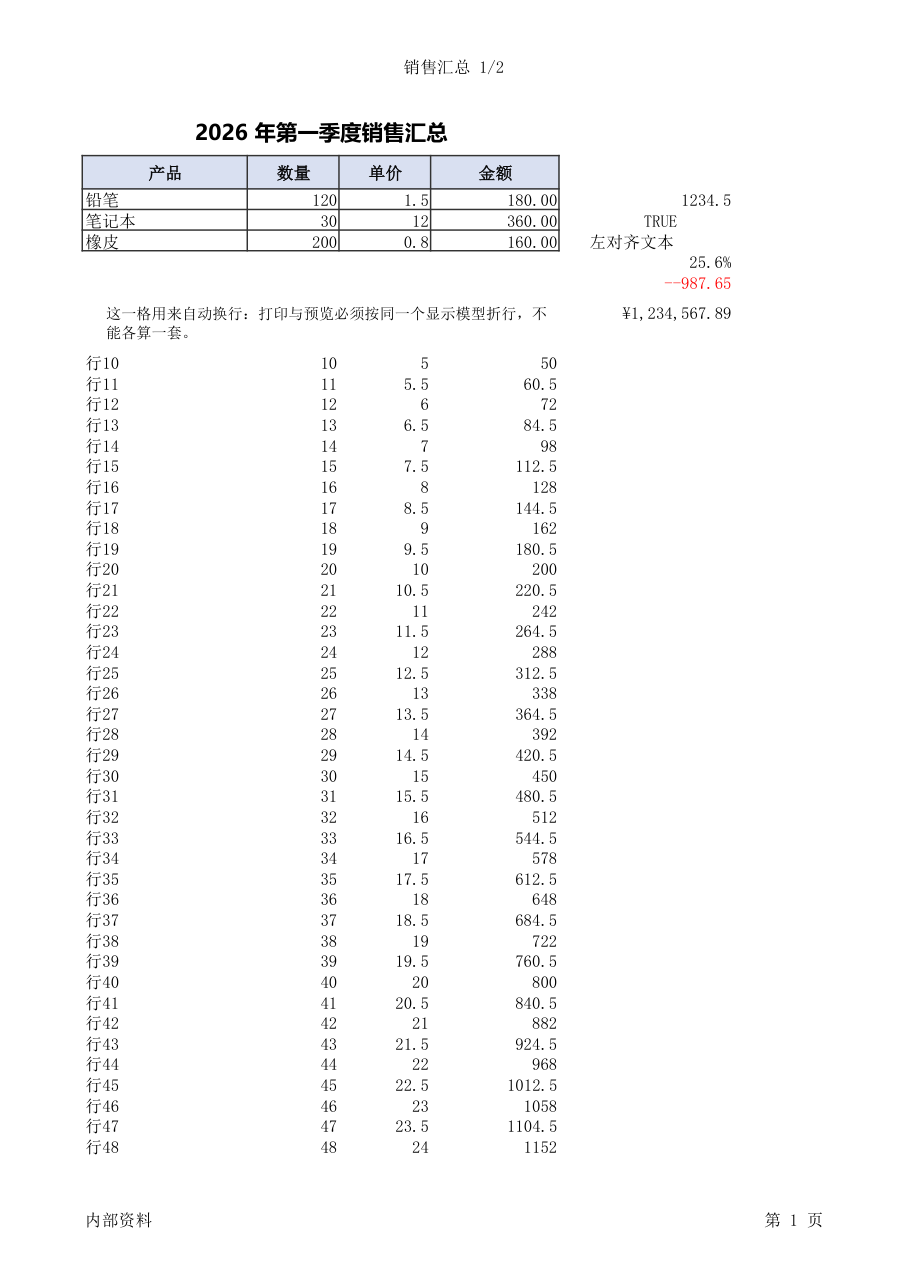 销售汇总 1/2
2026 年第一季度销售汇总
产品 数量 单价 金额
铅笔 120 1.5 180.00 1234.5
笔记本 30 12 360.00 TRUE
橡皮 200 0.8 160.00 左对齐文本
25.6%
--987.65
这一格用来自动换行: 打印与预览必须按同一个显示模型折行, 不 ¥1,234,567.89
能各算一套。
行10 10 5 50
行11 11 5.5 60.5
行12 12 6 72
行13 13 6.5 84.5
行14 14 7 98
行15 15 7.5 112.5
行16 16 8 128
行17 17 8.5 144.5
行18 18 9 162
行19 19 9.5 180.5
行20 20 10 200
行21 21 10.5 220.5
行22 22 11 242
行23 23 11.5 264.5
行24 24 12 288
行25 25 12.5 312.5
行26 26 13 338
行27 27 13.5 364.5
行28 28 14 392
行29 29 14.5 420.5
行30 30 15 450
行31 31 15.5 480.5
行32 32 16 512
行33 33 16.5 544.5
行34 34 17 578
行35 35 17.5 612.5
行36 36 18 648
行37 37 18.5 684.5
行38 38 19 722
行39 39 19.5 760.5
行40 40 20 800
行41 41 20.5 840.5
行42 42 21 882
行43 43 21.5 924.5
行44 44 22 968
行45 45 22.5 1012.5
行46 46 23 1058
行47 47 23.5 1104.5
行48 48 24 1152
内部资料 第 1 页